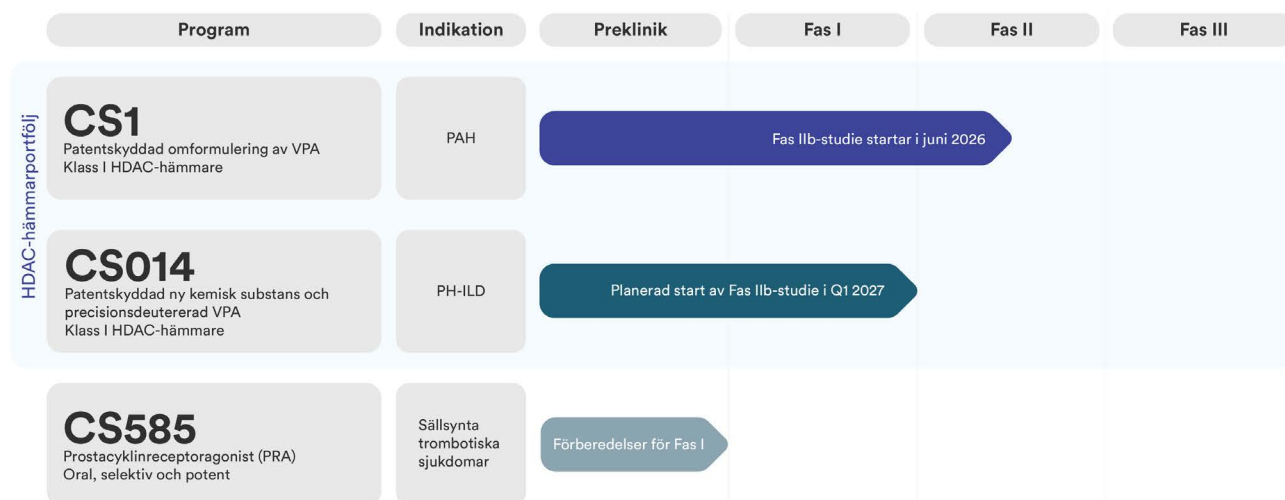 Program
Indikation
Preklinik
Fas I
Fas II
Fas III
HDAC-hämmarportfölj
CS1
Patentskyddad omformulering av VPA
Klass I HDAC-hämmare
PAH
Fas IIb-studie startar i juni 2026
CS014
Patentskyddad ny kemisk substans och
precisionsdeutererad VPA
Klass I HDAC-hämmare
PH-ILD
Planerad start av Fas IIb-studie i Q1 2027
CS585
Prostacyklinreceptoragonist (PRA)
Oral, selektiv och potent
Sällsynta
trombotiska
sjukdomar
Förberedelser för Fas I